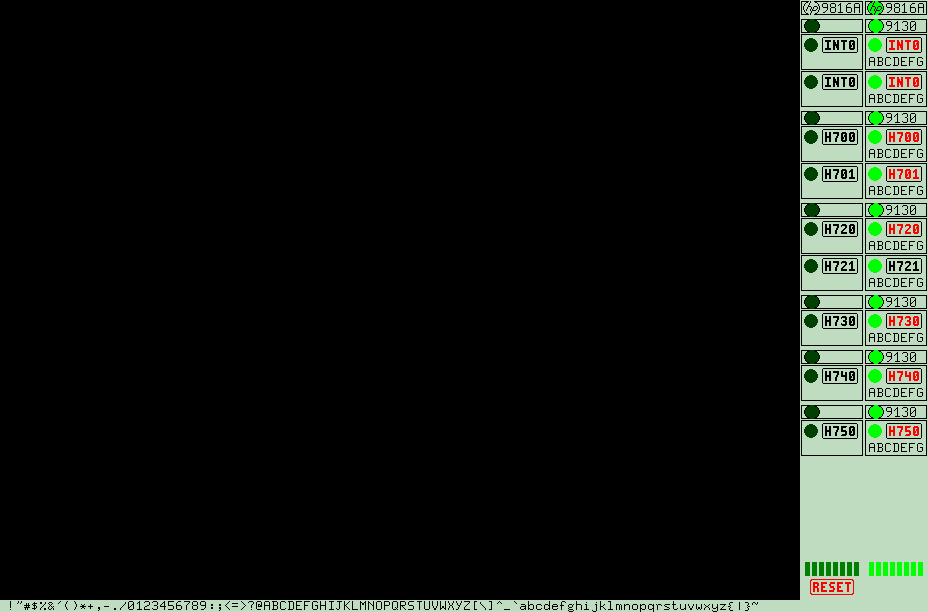 9816A 9816A
9130
INT0 INT0
ABCDEFG
INT0 INT0
ABCDEFG
9130
H700 H700
ABCDEFG
H701 H701
ABCDEFG
9130
H720 H720
ABCDEFG
H721 H721
ABCDEFG
9130
H730 H730
ABCDEFG
9130
H740 H740
ABCDEFG
9130
H750 H750
ABCDEFG
RESET
!"#$%&´()*+,-./0123456789:;<=>?@ABCDEFGHIJKLMNOPQRSTUVWXYZ[\]^_`abcdefghijklmnopqrstuvwxyz{|}~